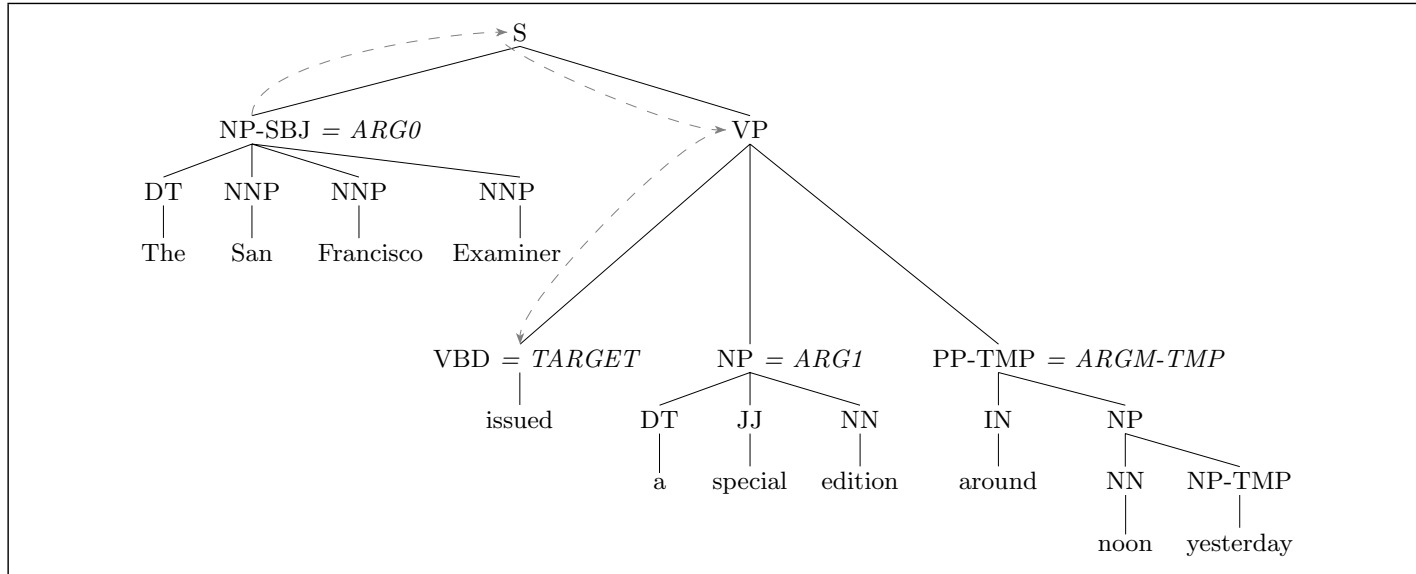 S
NP-SBJ = ARG0 VP
DT NNP NNP NNP
The San Francisco Examiner
VBD = TARGET NP = ARG1 PP-TMP = ARGM-TMP
issued DT JJ NN IN NP
a special edition around NN NP-TMP
noon yesterday